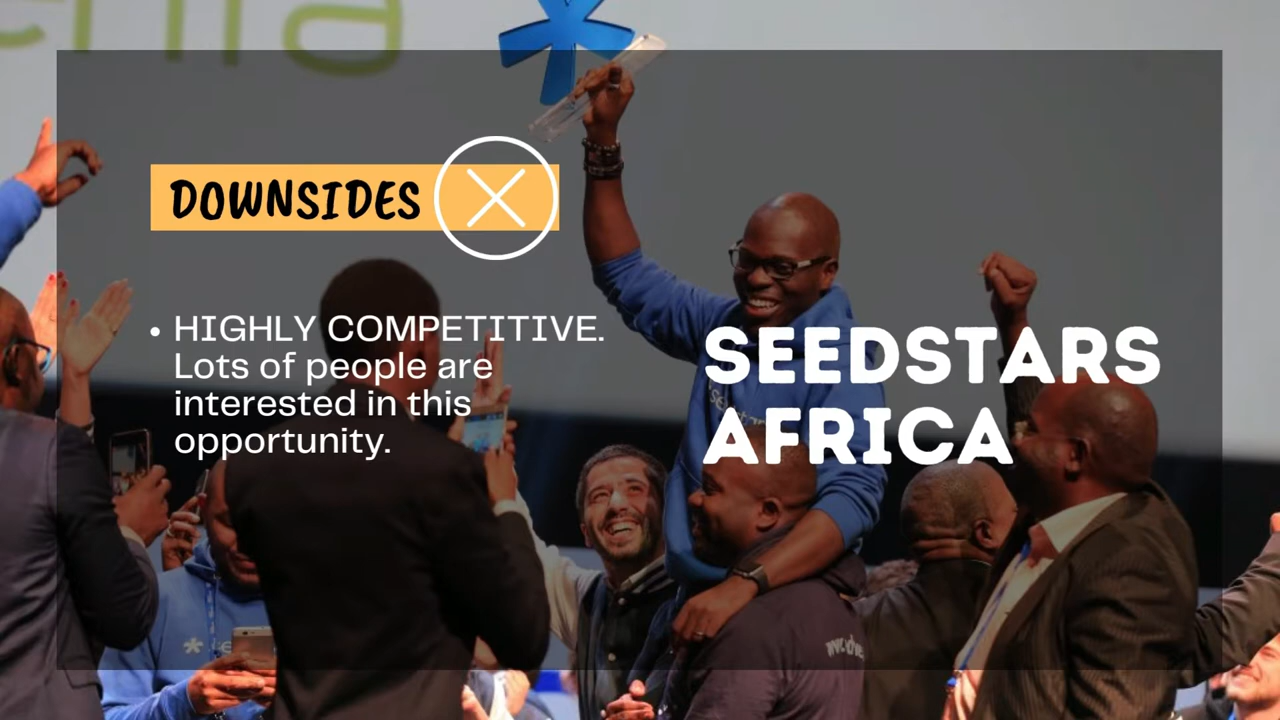 DOWNSIDES
• HIGHLY COMPETITIVE.
Lots of people are
interested in this
opportunity.
SEEDSTARS
AFRICA